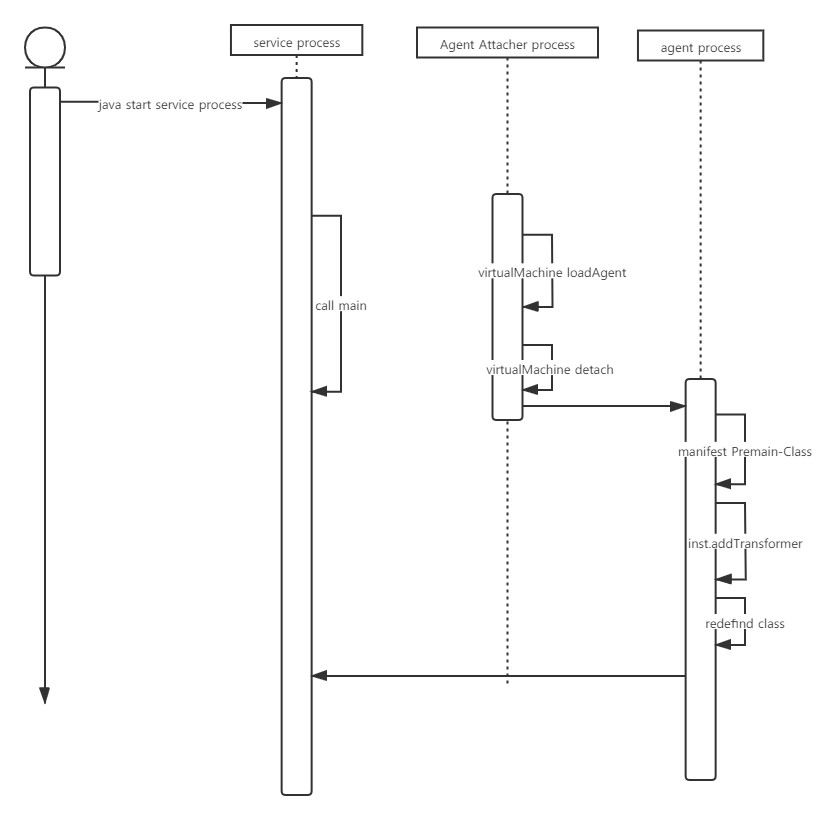 service process
Agent Attacher process
agent process
java start service process
virtualMachine loadAgent
call main
virtualMachine detach
manifest Premain-Class
inst.addTransformer
redefind class